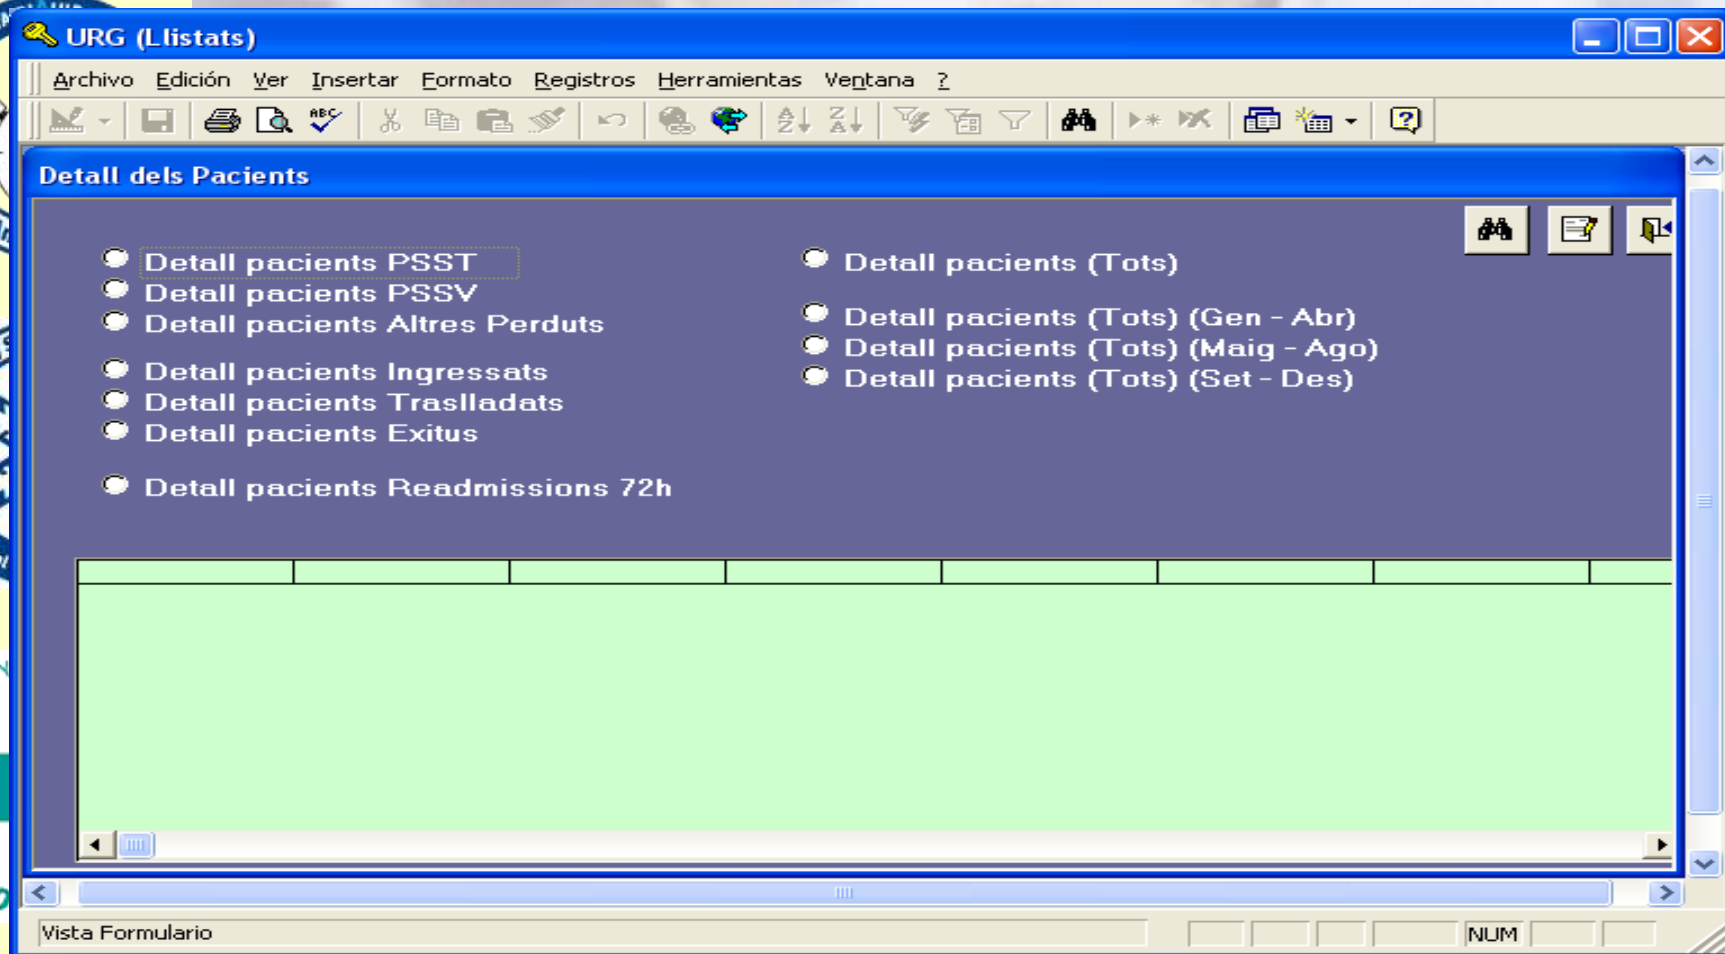 URG (Llistats)
Archivo Edición Ver Insertar Formato Registros Herramientas Ventana ?
Detall dels Pacients
Detall pacients PSST
Detall pacients PSSV
Detall pacients Altres Perduts
Detall pacients Ingressats
Detall pacients Traslladats
Detall pacients Exitus
Detall pacients Readmissions 72h
Detall pacients (Tots)
Detall pacients (Tots) (Gen - Abr)
Detall pacients (Tots) (Maig - Ago)
Detall pacients (Tots) (Set - Des)
Vista Formulario
NUM